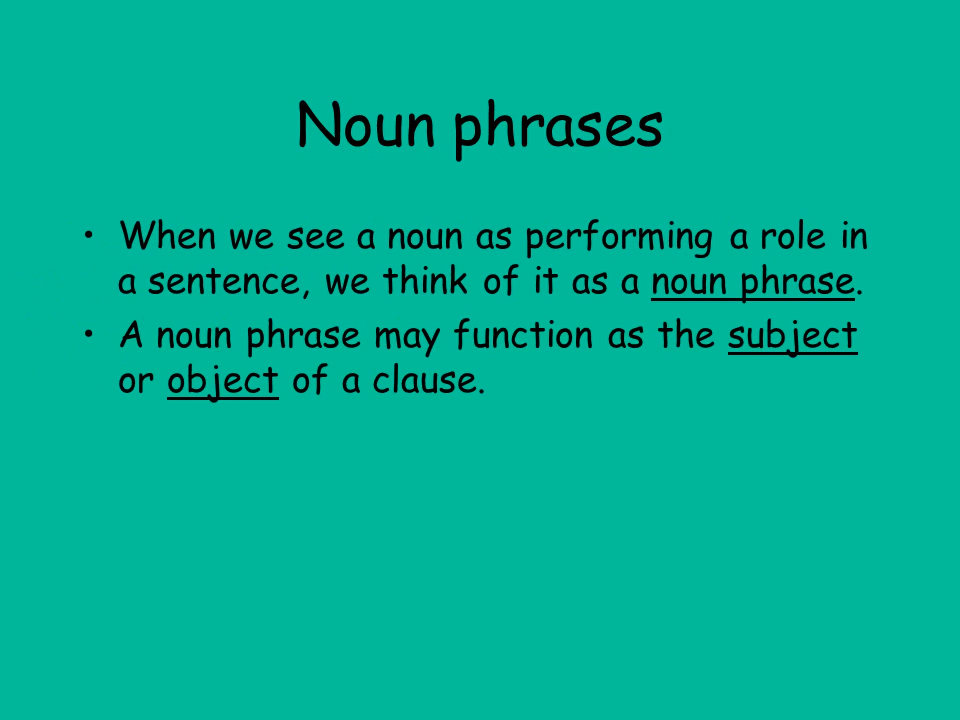 Noun phrases
• When we see a noun as performing a role in
a sentence, we think of it as a noun phrase.
• A noun phrase may function as the subject
or object of a clause.